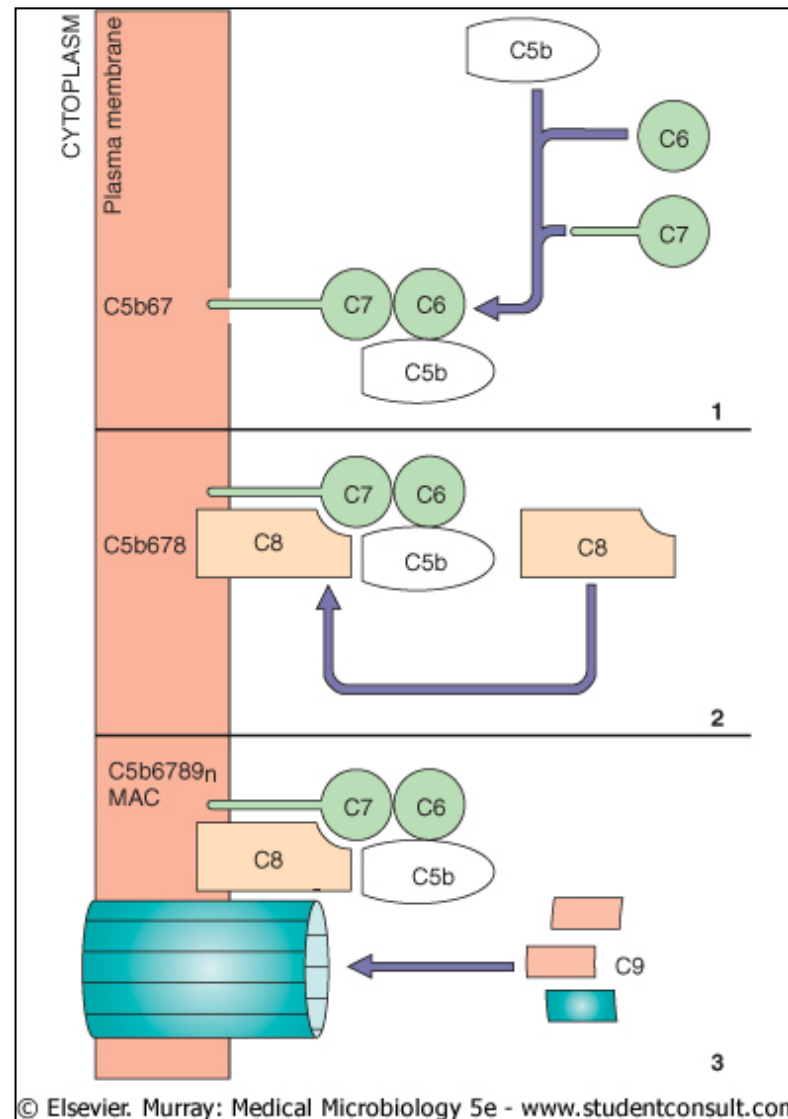 CYTOPLASM
Plasma membrane
C5b
C6
C7
C5b67
C7
C6
C5b
1
C7
C6
C5b678
C8
C5b
C8
2
C5b6789n
MAC
C7
C6
C8
C5b
C9
3
© Elsevier. Murray: Medical Microbiology 5e - www.studentconsult.com